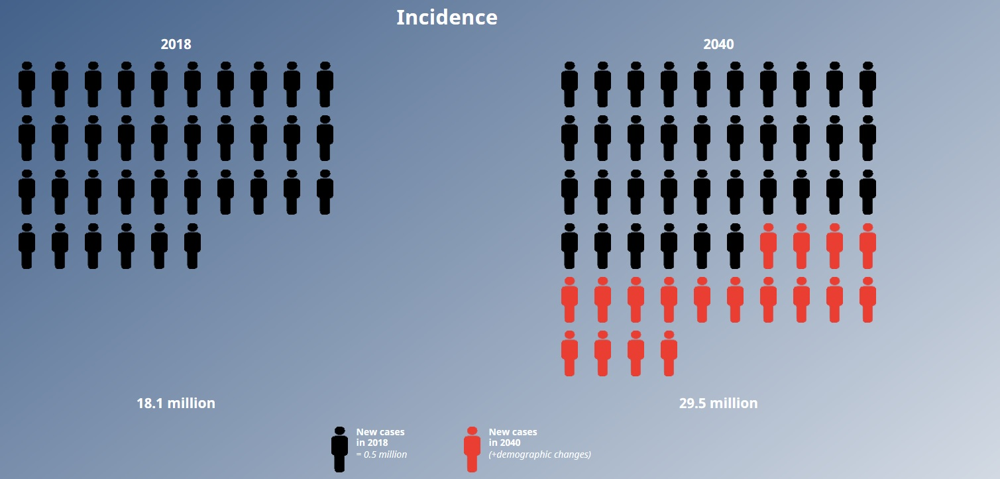 Incidence
2018
2040
18.1 million
29.5 million
New cases
in 2018
= 0.5 million
New cases
in 2040
(+demographic changes)